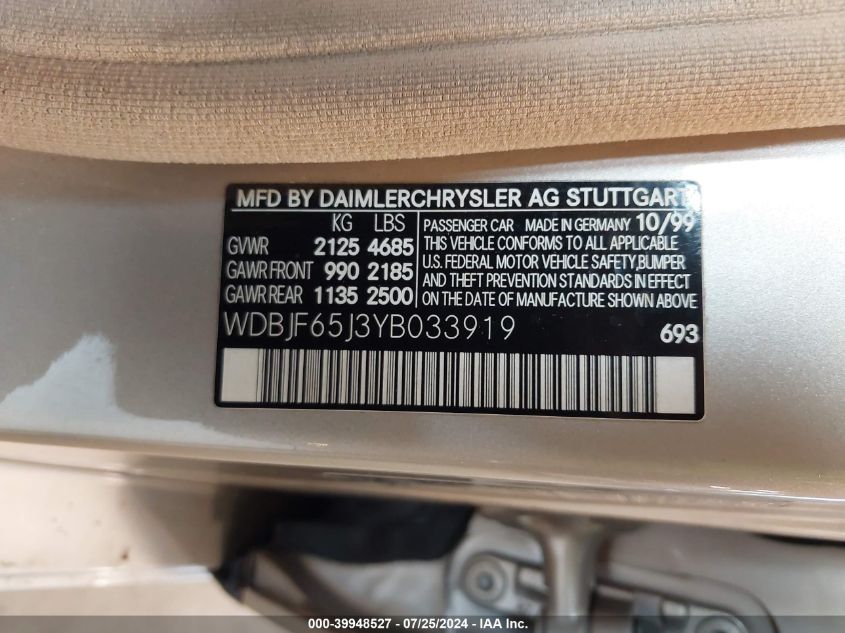 MFD BY DAIMLERCHRYSLER AG STUTTGART
KG LBS
GVWR 2125 4685
GAWR FRONT 990 2185
GAWR REAR 1135 2500
PASSENGER CAR MADE IN GERMANY 10/99
THIS VEHICLE CONFORMS TO ALL APPLICABLE
U.S. FEDERAL MOTOR VEHICLE SAFETY, BUMPER
AND THEFT PREVENTION STANDARDS IN EFFECT
ON THE DATE OF MANUFACTURE SHOWN ABOVE
WDBJF65J3YB033919 693
000-39948527 - 07/25/2024 - IAA Inc.